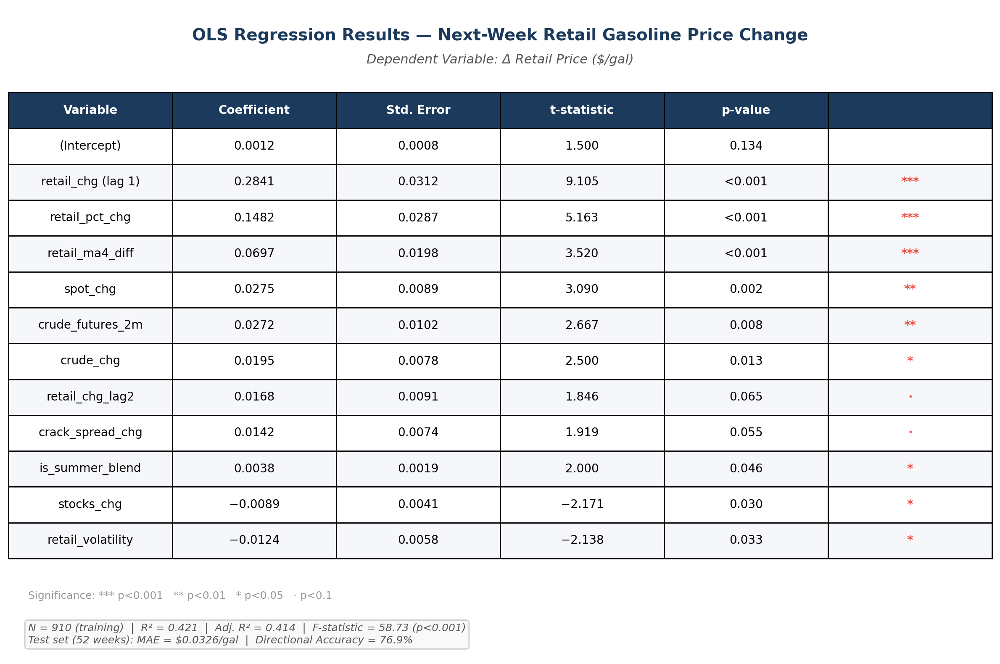 OLS Regression Results — Next-Week Retail Gasoline Price Change
Dependent Variable: Δ Retail Price ($/gal)
Variable Coefficient Std. Error t-statistic p-value
(Intercept) 0.0012 0.0008 1.500 0.134
retail_chg (lag 1) 0.2841 0.0312 9.105 <0.001 ***
retail_pct_chg 0.1482 0.0287 5.163 <0.001 ***
retail_ma4_diff 0.0697 0.0198 3.520 <0.001 ***
spot_chg 0.0275 0.0089 3.090 0.002 **
crude_futures_2m 0.0272 0.0102 2.667 0.008 **
crude_chg 0.0195 0.0078 2.500 0.013 *
retail_chg_lag2 0.0168 0.0091 1.846 0.065 ·
crack_spread_chg 0.0142 0.0074 1.919 0.055 ·
is_summer_blend 0.0038 0.0019 2.000 0.046 *
stocks_chg −0.0089 0.0041 −2.171 0.030 *
retail_volatility −0.0124 0.0058 −2.138 0.033 *
Significance: *** p<0.001 ** p<0.01 * p<0.05 · p<0.1
N = 910 (training) | R² = 0.421 | Adj. R² = 0.414 | F-statistic = 58.73 (p<0.001)
Test set (52 weeks): MAE = $0.0326/gal | Directional Accuracy = 76.9%